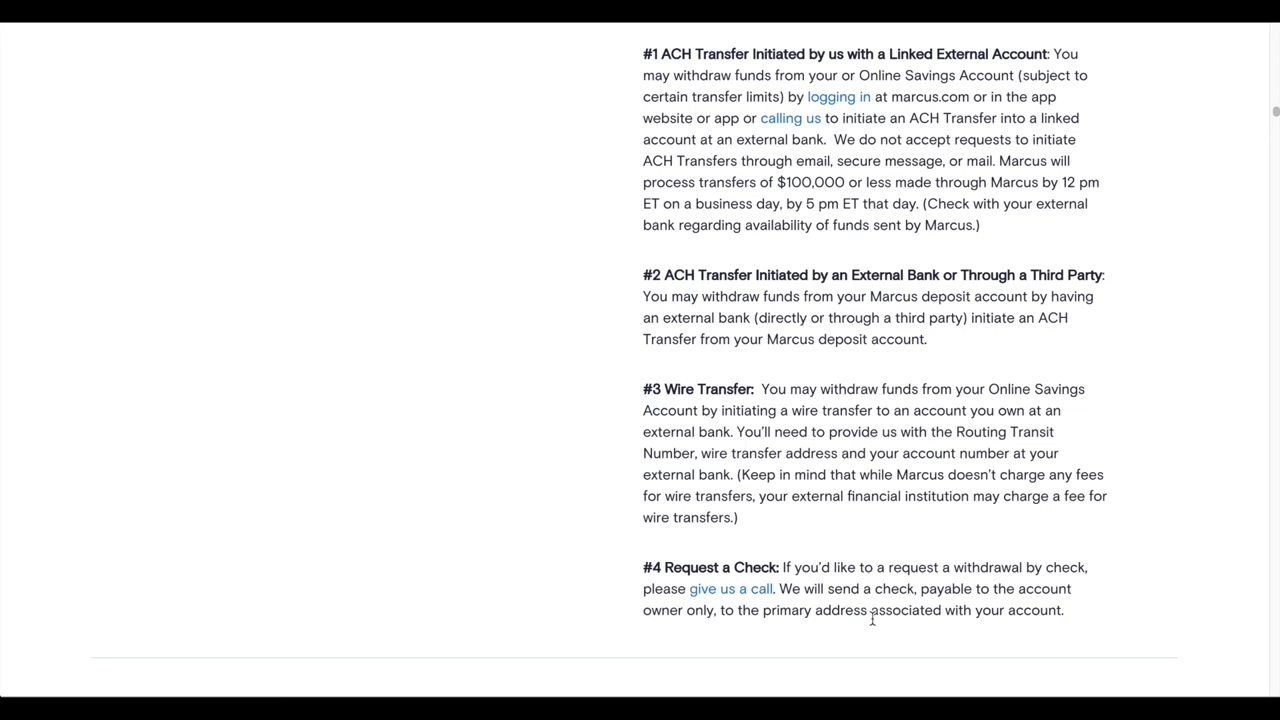 #1 ACH Transfer Initiated by us with a Linked External Account: You
may withdraw funds from your or Online Savings Account (subject to
certain transfer limits) by logging in at marcus.com or in the app
website or app or calling us to initiate an ACH Transfer into a linked
account at an external bank.  We do not accept requests to initiate
ACH Transfers through email, secure message, or mail. Marcus will
process transfers of $100,000 or less made through Marcus by 12 pm
ET on a business day, by 5 pm ET that day. (Check with your external
bank regarding availability of funds sent by Marcus.)
#2 ACH Transfer Initiated by an External Bank or Through a Third Party:
You may withdraw funds from your Marcus deposit account by having
an external bank (directly or through a third party) initiate an ACH
Transfer from your Marcus deposit account.
#3 Wire Transfer:  You may withdraw funds from your Online Savings
Account by initiating a wire transfer to an account you own at an
external bank. You’ll need to provide us with the Routing Transit
Number, wire transfer address and your account number at your
external bank. (Keep in mind that while Marcus doesn’t charge any fees
for wire transfers, your external financial institution may charge a fee for
wire transfers.)
#4 Request a Check: If you’d like to a request a withdrawal by check,
please give us a call. We will send a check, payable to the account
owner only, to the primary address associated with your account.